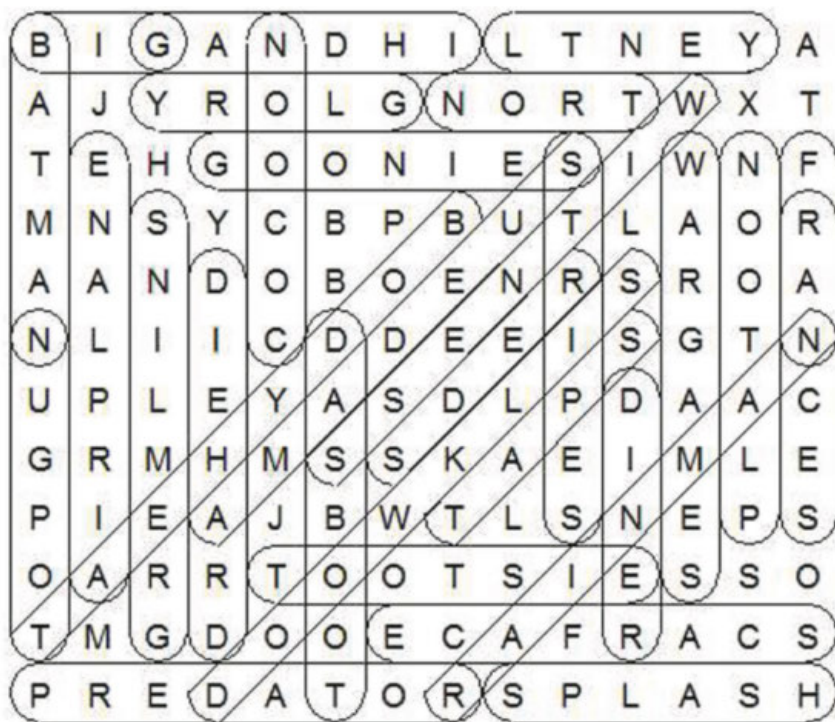 B I G A N D H I L T N E Y A
A J Y R O L G N O R T W X T
T E H G O O N I E S I W N F
M N S Y C B P B U T L A O R
A A N D O B O E N R S R O A
N L I I C D D E E I S G T N
U P L E Y A S D L P D A A C
G R M H M S S K A E I M L E
P I E A J B W T L S N E P S
O A R R T O O T S I E S S O
T M G D O O E C A F R A C S
P R E D A T O R S P L A S H